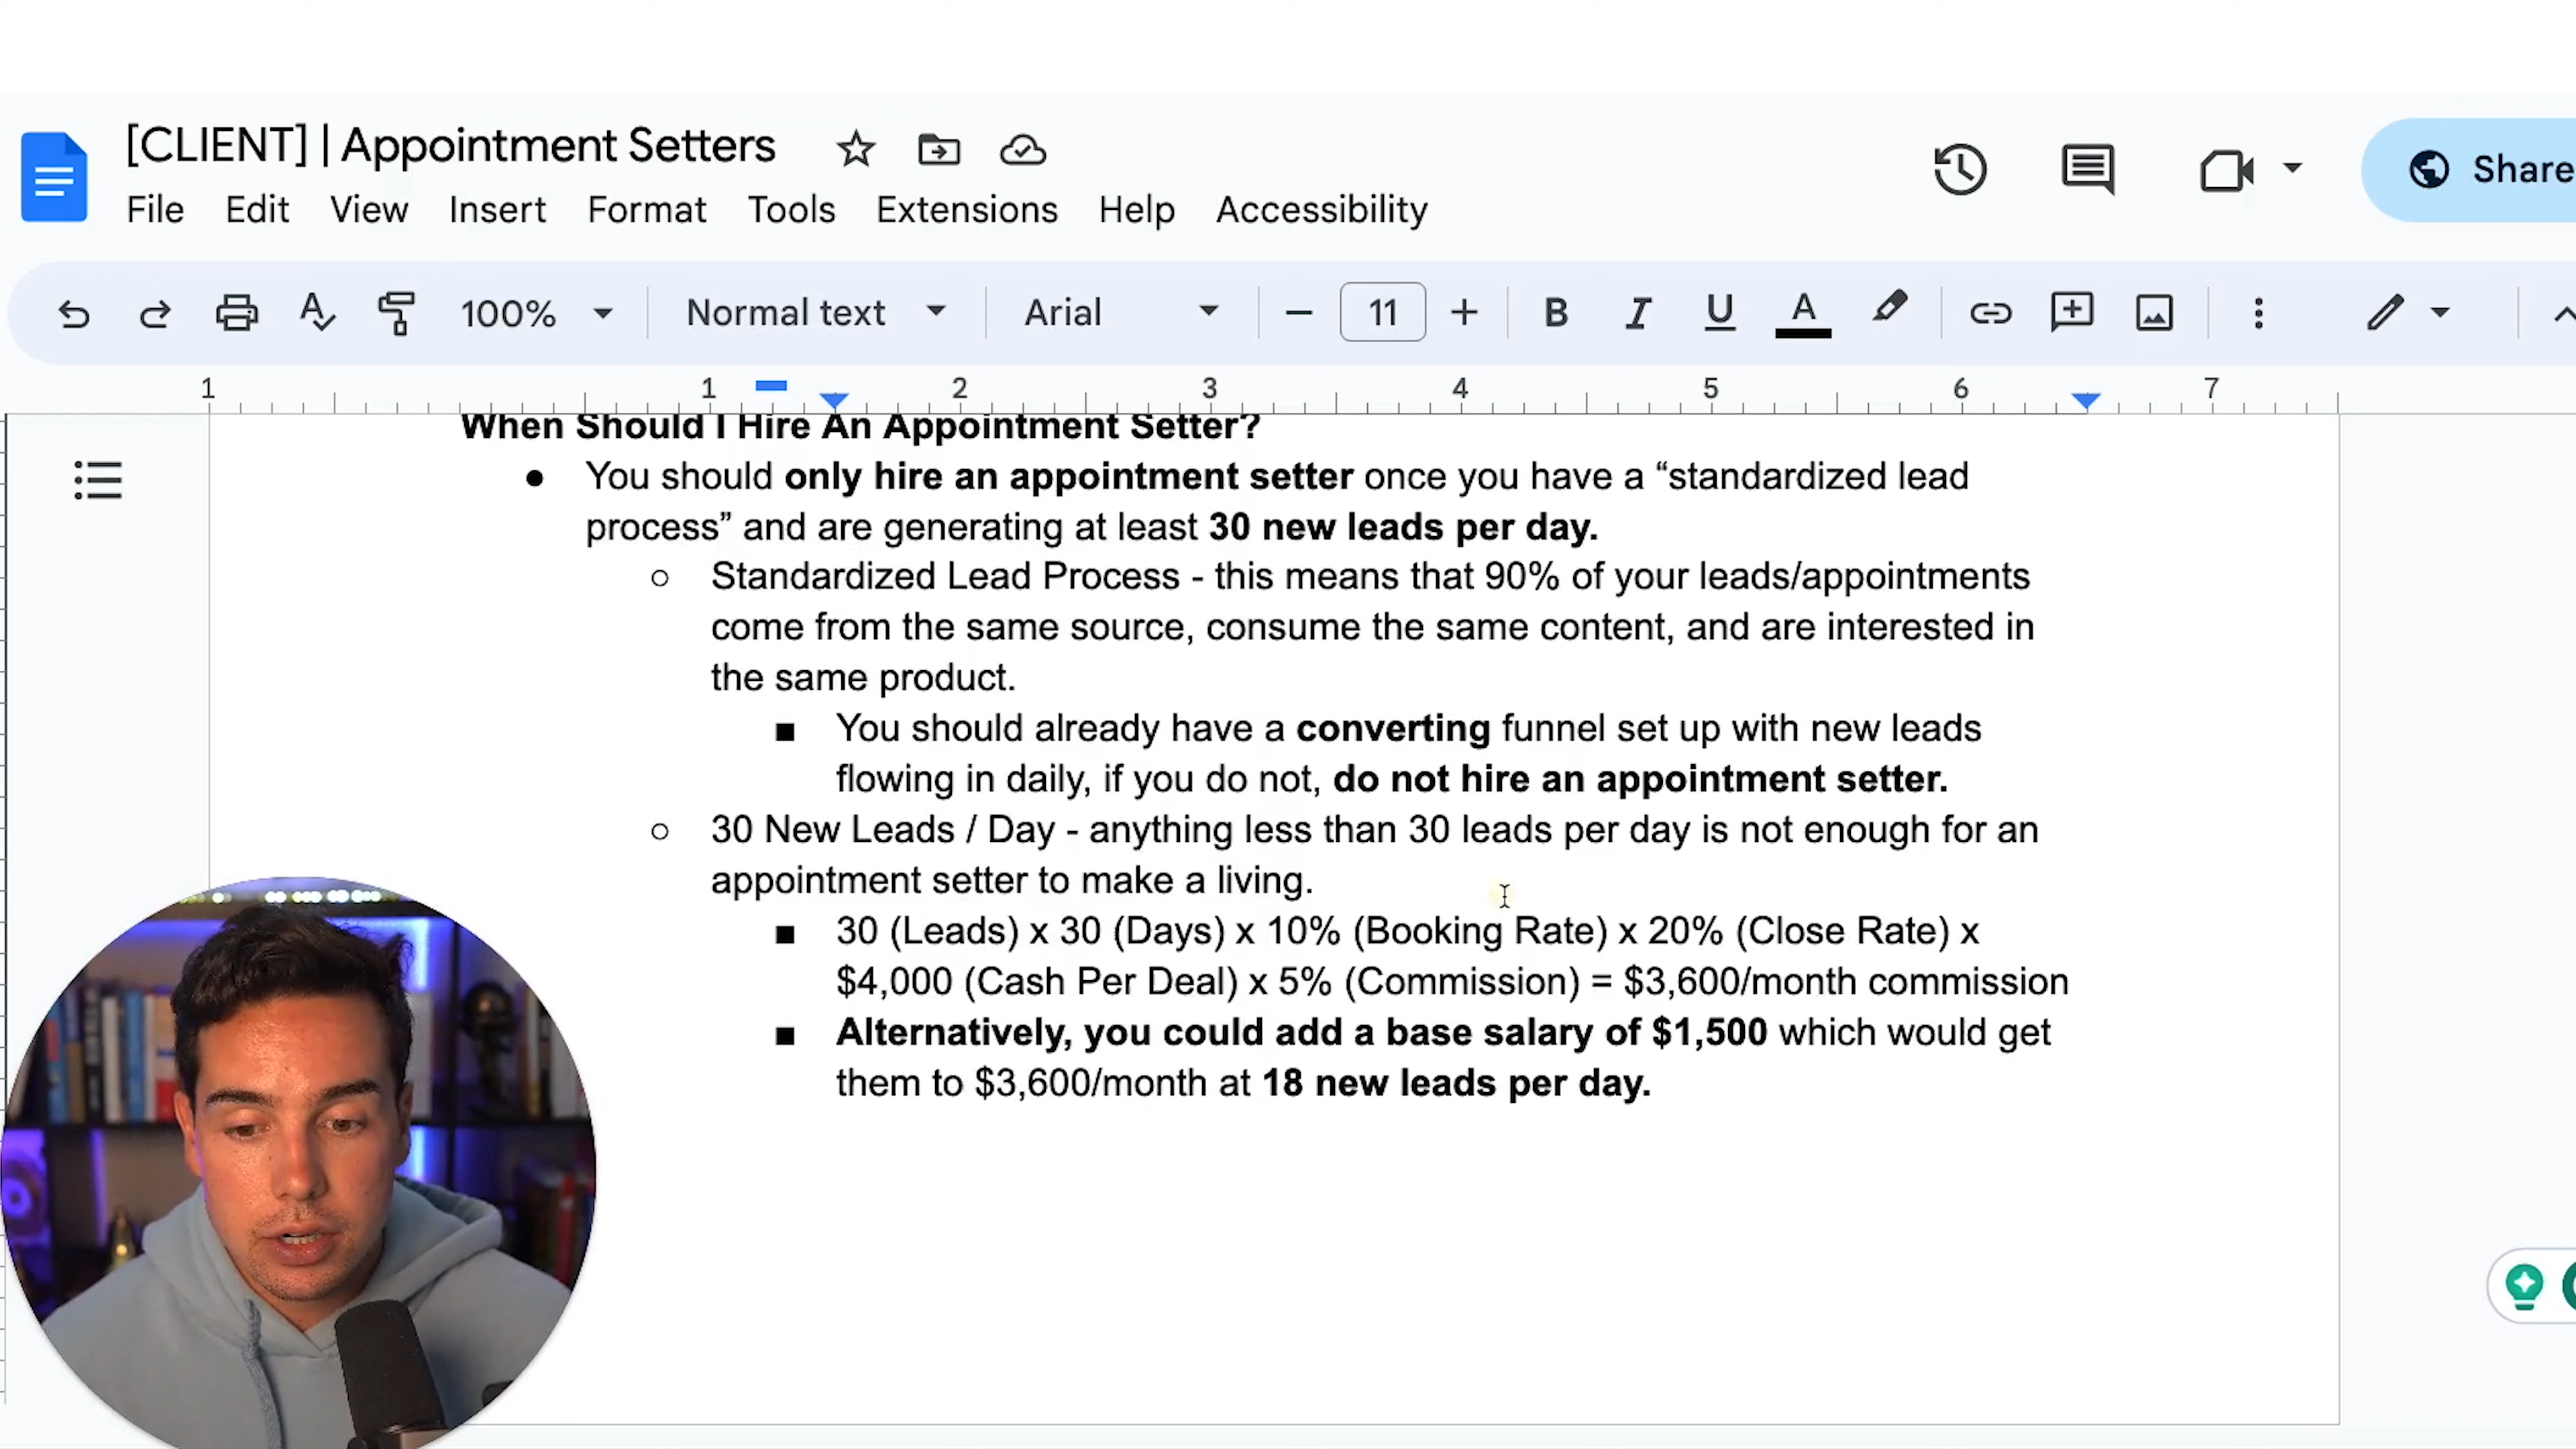 [CLIENT] | Appointment Setters
File Edit View Insert Format Tools Extensions Help Accessibility
Share
100% Normal text Arial 11 B I U A
1 1 2 3 4 5 6 7
When Should I Hire An Appointment Setter?
● You should only hire an appointment setter once you have a “standardized lead
process” and are generating at least 30 new leads per day.
○ Standardized Lead Process - this means that 90% of your leads/appointments
come from the same source, consume the same content, and are interested in
the same product.
■ You should already have a converting funnel set up with new leads
flowing in daily, if you do not, do not hire an appointment setter.
○ 30 New Leads / Day - anything less than 30 leads per day is not enough for an
appointment setter to make a living.
■ 30 (Leads) x 30 (Days) x 10% (Booking Rate) x 20% (Close Rate) x
$4,000 (Cash Per Deal) x 5% (Commission) = $3,600/month commission
■ Alternatively, you could add a base salary of $1,500 which would get
them to $3,600/month at 18 new leads per day.